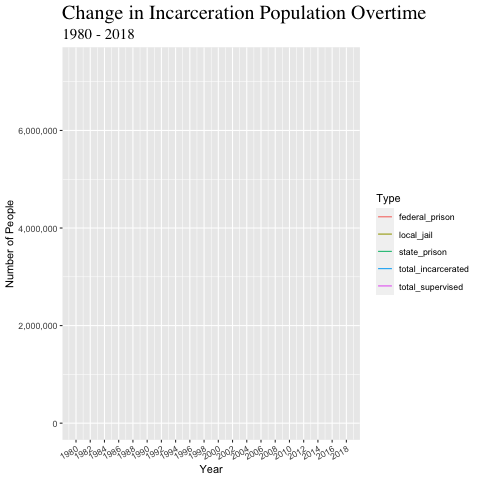 Change in Incarceration Population Overtime
1980 - 2018
Number of People
6,000,000
4,000,000
2,000,000
0
1980 1982 1984 1986 1988 1990 1992 1994 1996 1998 2000 2002 2004 2006 2008 2010 2012 2014 2016 2018
Year
Type
federal_prison
local_jail
state_prison
total_incarcerated
total_supervised